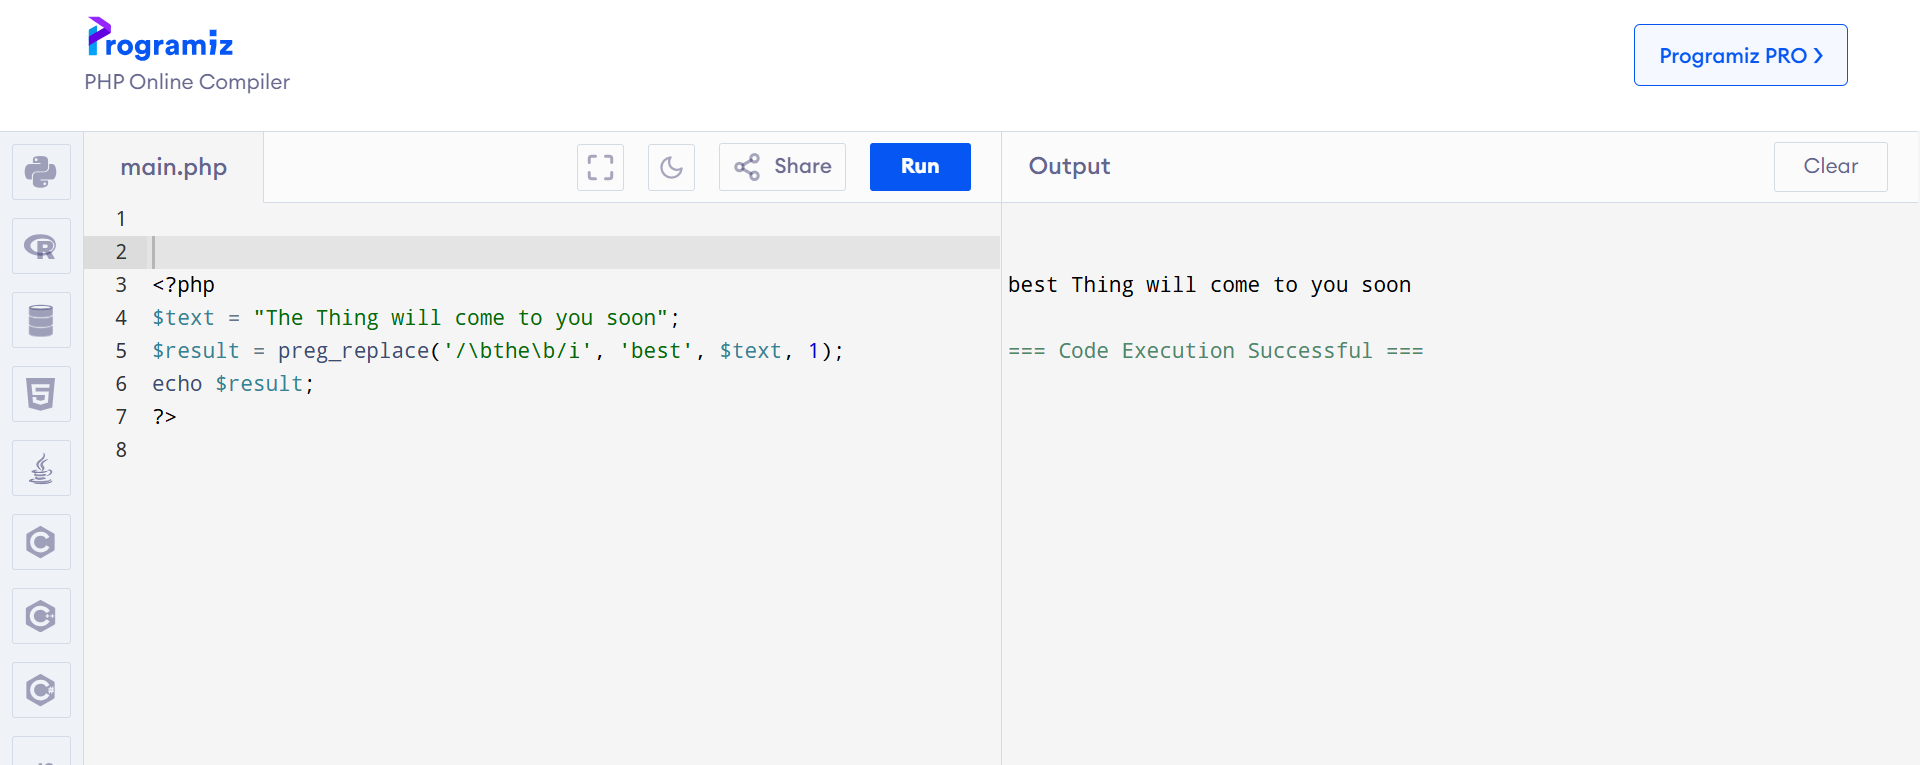 Programiz
PHP Online Compiler
Programiz PRO ❯
main.php
Share
Run
Output
Clear
1
2
3 <?php
4 $text = "The Thing will come to you soon";
5 $result = preg_replace('/\bthe\b/i', 'best', $text, 1);
6 echo $result;
7 ?>
8
best Thing will come to you soon
=== Code Execution Successful ===